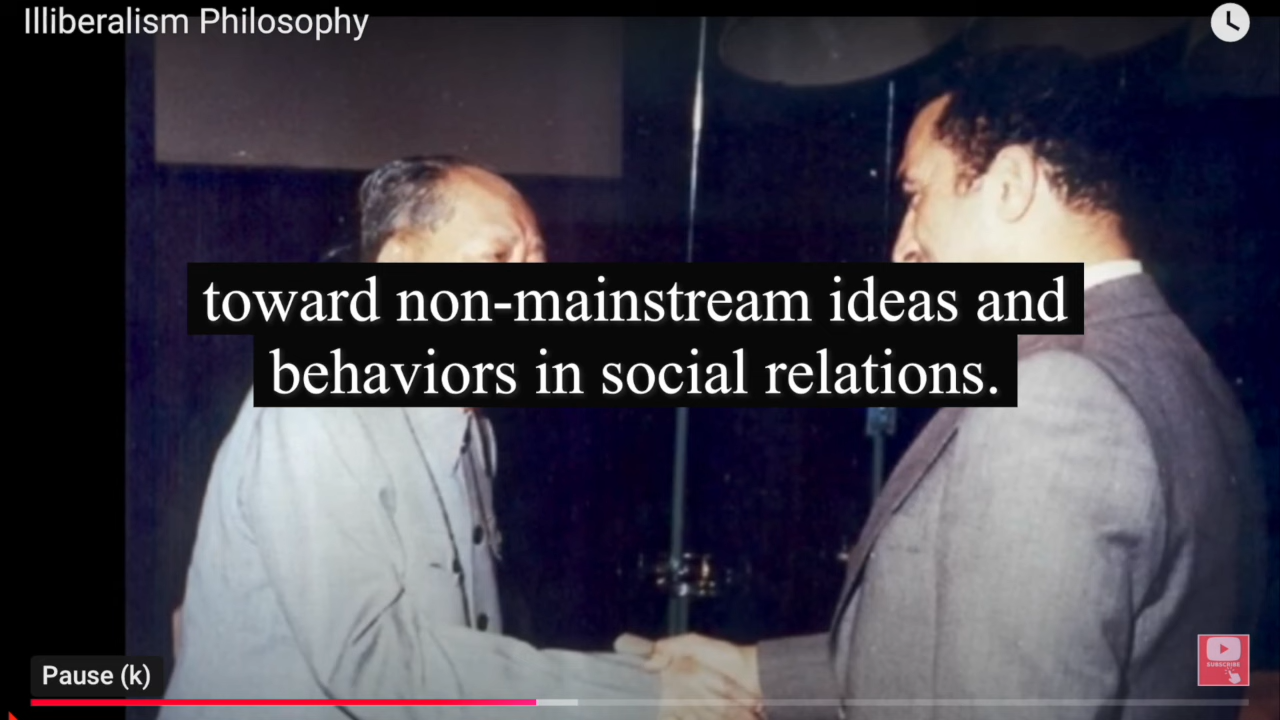 Illiberalism Philosophy
toward non-mainstream ideas and
behaviors in social relations.
SUBSCRIBE
Pause (k)